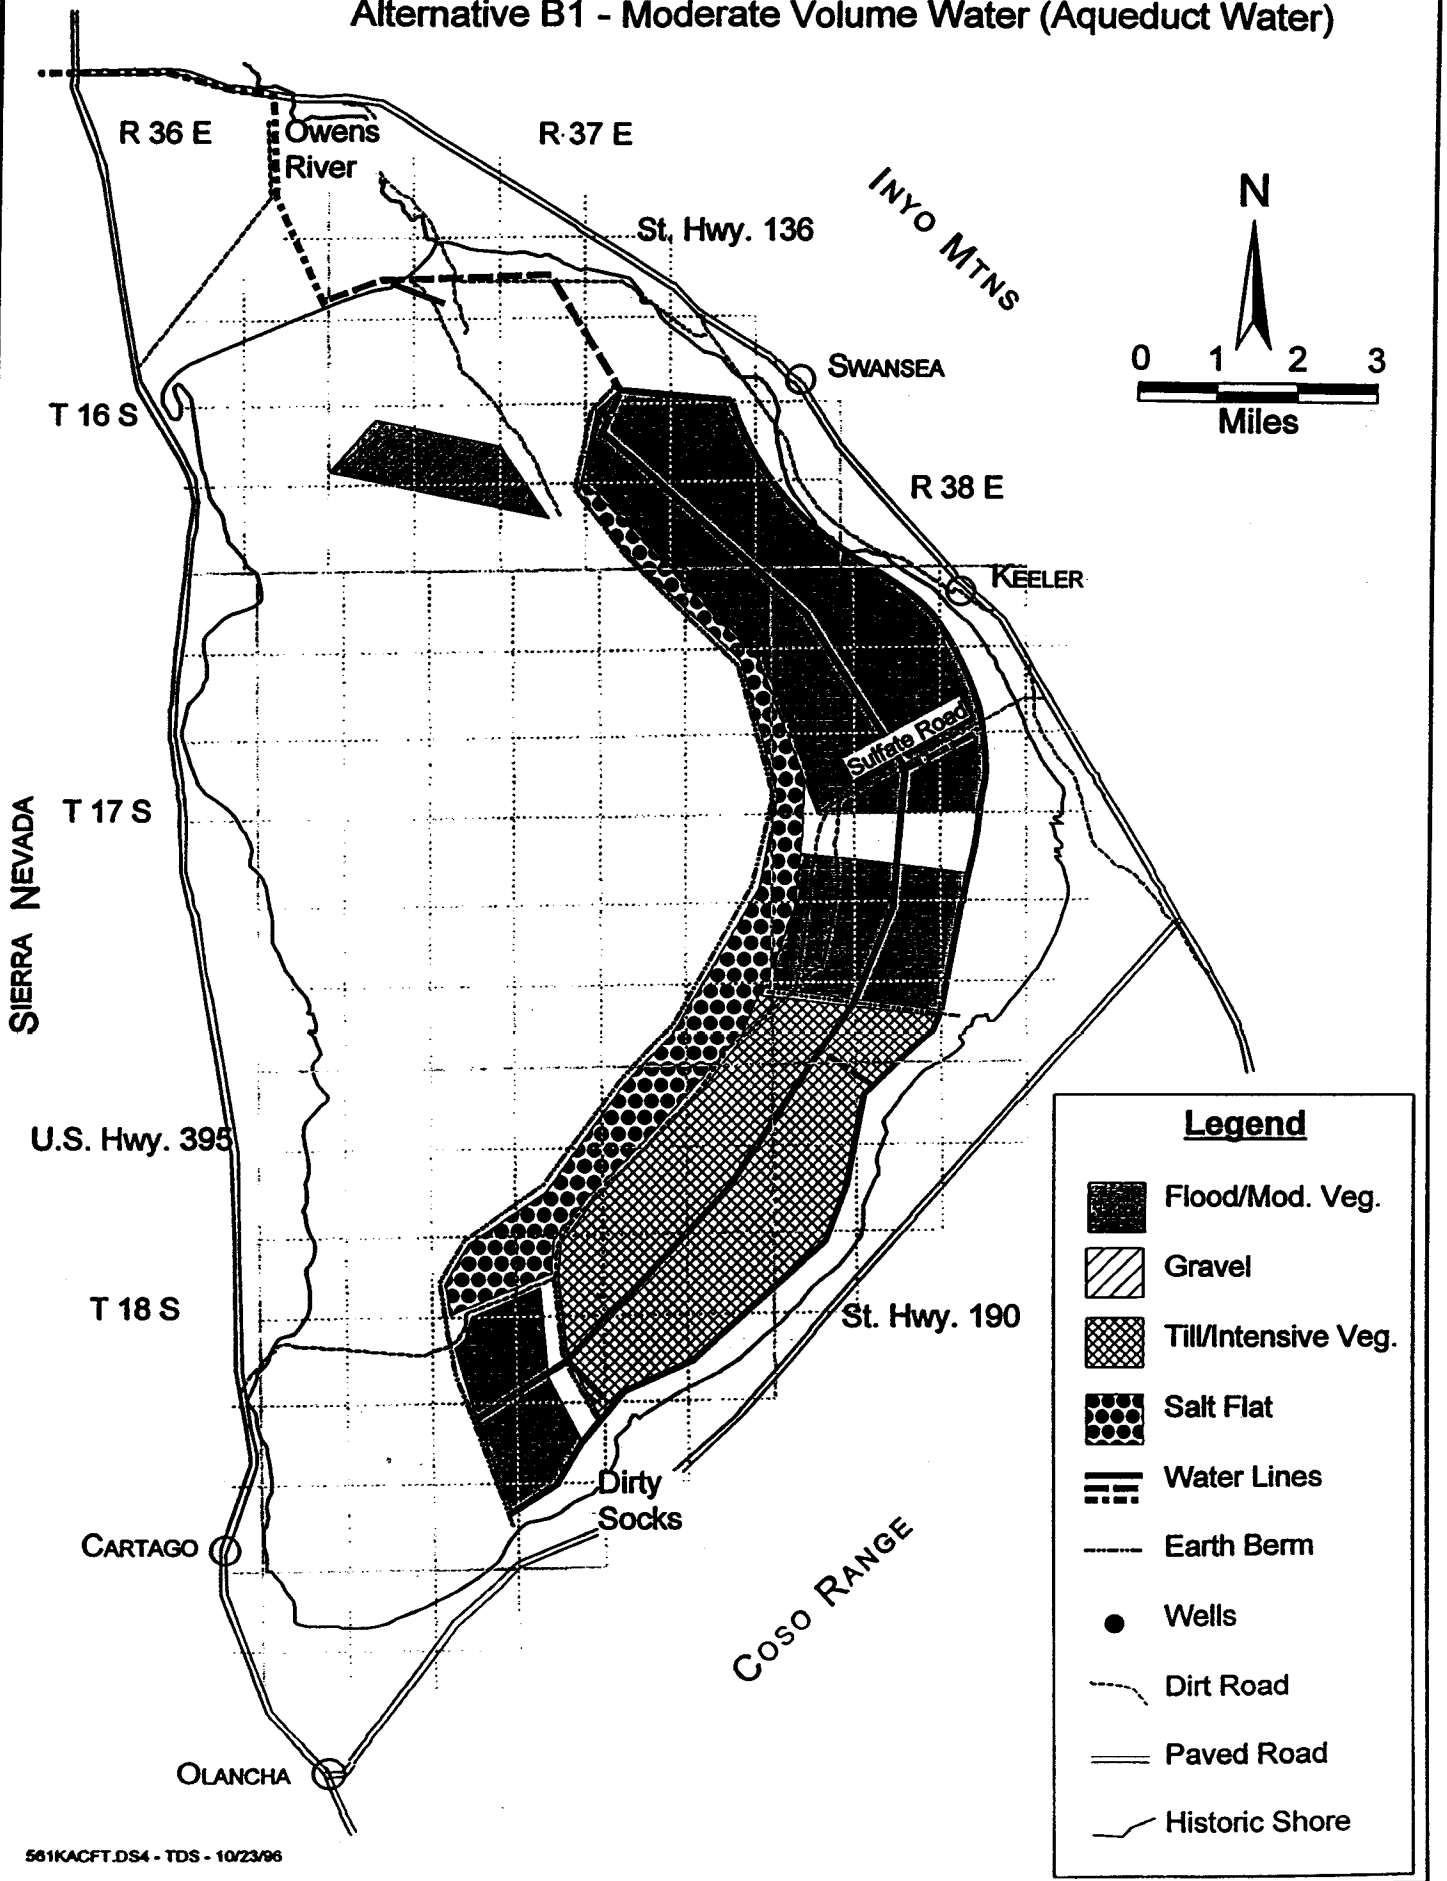 Alternative B1 - Moderate Volume Water (Aqueduct Water)
R 36 E
Owens
River
R 37 E
St. Hwy. 136
INYO MTNS
N
0 1 2 3
Miles
SWANSEA
T 16 S
R 38 E
KEELER
Sulfate Road
T 17 S
SIERRA NEVADA
U.S. Hwy. 395
T 18 S
St. Hwy. 190
Dirty
Socks
CARTAGO
COSO RANGE
OLANCHA
Legend
Flood/Mod. Veg.
Gravel
Till/Intensive Veg.
Salt Flat
Water Lines
Earth Berm
Wells
Dirt Road
Paved Road
Historic Shore
561KACFT.DS4 - TDS - 10/23/96